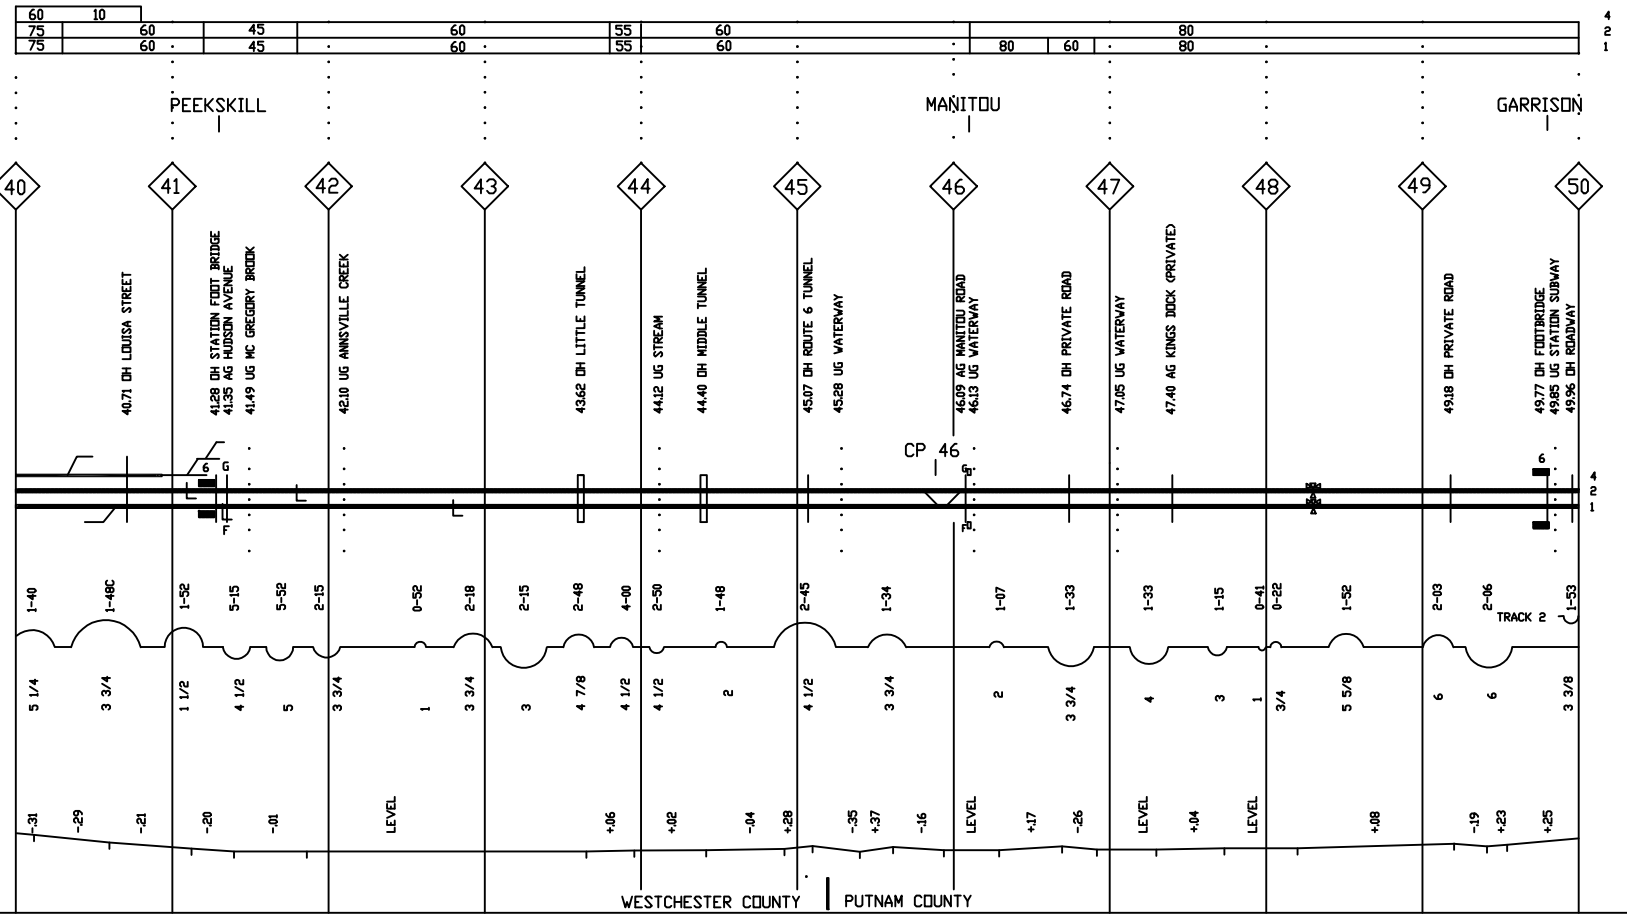 60 10 4
75 60 45 60 55 60 80 2
75 60 45 60 55 60 80 60 80 1
PEEKSKILL MANITOU GARRISON
40 41 42 43 44 45 46 47 48 49 50
40.71 OH LOUISA STREET
41.28 OH STATION FOOT BRIDGE
41.35 AG HUDSON AVENUE
41.49 UG MC GREGORY BROOK
42.10 UG ANNSVILLE CREEK
43.62 OH LITTLE TUNNEL
44.12 UG STREAM
44.40 OH MIDDLE TUNNEL
45.07 OH ROUTE 6 TUNNEL
45.28 UG WATERWAY
46.09 AG MANITOU ROAD
46.13 UG WATERWAY
46.74 OH PRIVATE ROAD
47.05 UG WATERWAY
47.40 AG KINGS DOCK (PRIVATE)
49.18 OH PRIVATE ROAD
49.77 OH FOOTBRIDGE
49.85 UG STATION SUBWAY
49.96 OH ROADWAY
CP 46
6 G G 6
4
2
1
F F
1-40 1-48C 1-52 5-15 5-52 2-15 0-52 2-18 2-15 2-48 4-00 2-50 1-48 2-45 1-34 1-07 1-33 1-33 1-15 0-41 0-22 1-52 2-03 2-06 1-53
TRACK 2
5 1/4 3 3/4 1 1/2 4 1/2 5 3 3/4 1 3 3/4 3 4 7/8 4 1/2 4 1/2 2 4 1/2 3 3/4 2 3 3/4 4 3 1 3/4 5 5/8 6 6 3 3/8
-.31 -.29 -.21 -.20 -.01 LEVEL +.06 +.02 -.04 +.28 -.35 +.37 -.16 LEVEL +.17 -.26 LEVEL +.04 LEVEL +.08 -.19 +.23 +.25
WESTCHESTER COUNTY PUTNAM COUNTY